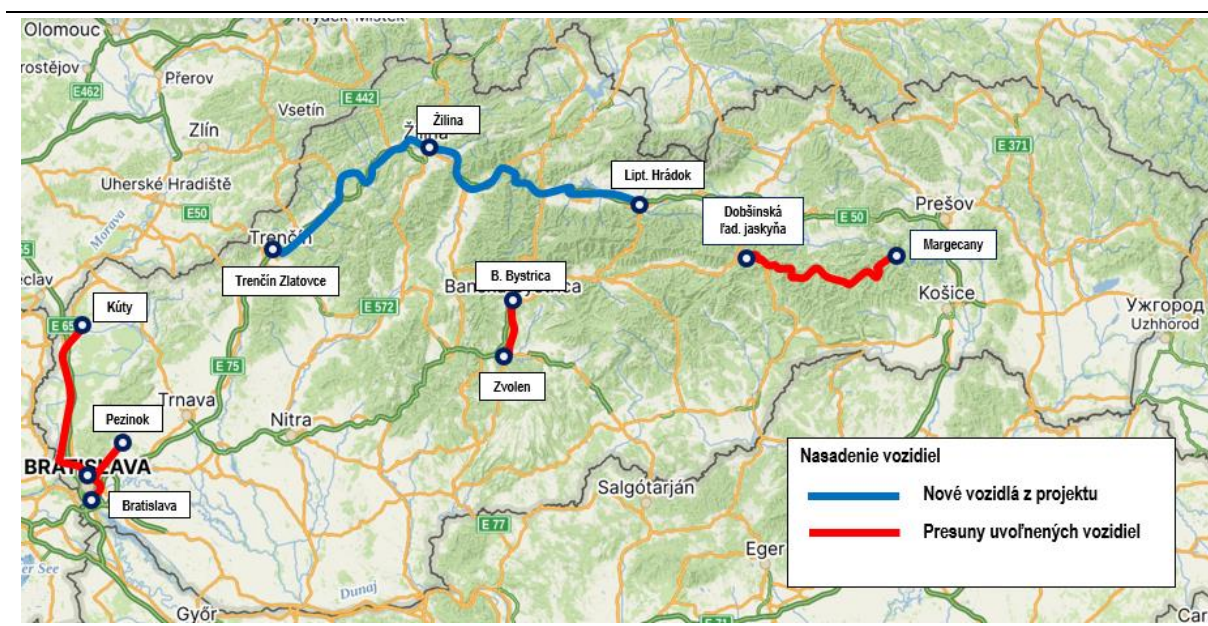 Olomouc
Přerov
E462
Vsetín
E 442
Zlín
Žilina
E 371
Uherské Hradiště
Lipt. Hrádok
E50
Morava
Dobšinská
ľad. jaskyňa
E 50
Prešov
Trenčín
Margecany
Trenčín Zlatovce
B. Bystrica
Košice
Ужгород
Uzhhorod
Kúty
E 65
E 572
E 75
Zvolen
Pezinok
Trnava
Nitra
BRATISLAVA
Bratislava
Salgótarján
E 77
Eger
Dunaj
Győr
E 71
Nasadenie vozidiel
Nové vozidlá z projektu
Presuny uvoľnených vozidiel